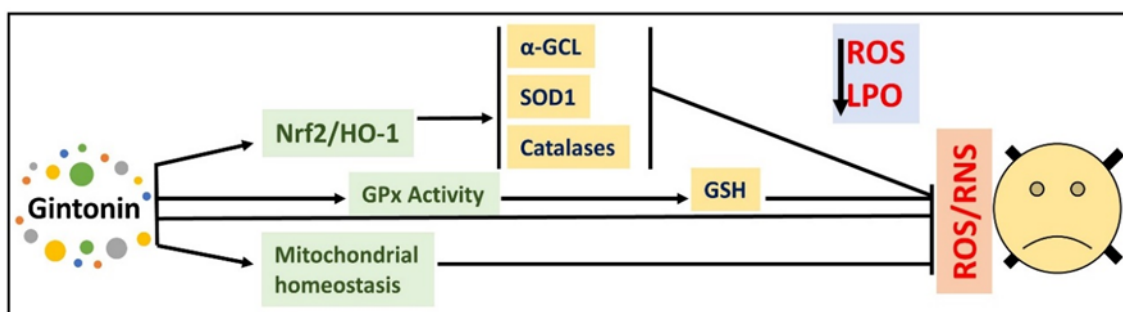 α-GCL
SOD1
Catalases
ROS
LPO
Nrf2/HO-1
Gintonin
GPx Activity
GSH
Mitochondrial
homeostasis
ROS/RNS